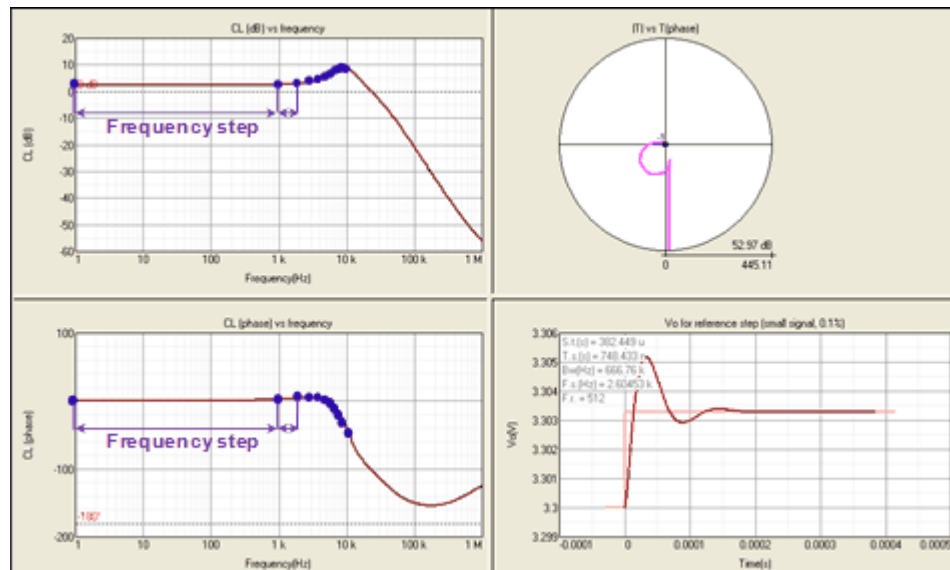 CL (dB) vs frequency
20
10
0
-10
-20
-30
-40
-50
-60
CL (dB)
Frequency step
1
10
100
1 k
10 k
100 k
1 M
Frequency(Hz)
(T) vs T(phase)
-1
52.97 dB
0
445.11
CL (phase) vs frequency
100
-100
-200
CL (phase)
Frequency step
-180°
1
10
100
1 k
10 k
100 k
1 M
Frequency(Hz)
Vo for reference step (small signal, 0.1%)
3.306
3.305
3.304
3.303
3.302
3.301
3.3
3.299
Vo(V)
S.t.(s) = 382.449 u
T.s.(s) = 748.433 n
Bw(Hz) = 666.76 k
F.s.(Hz) = 2.60453 k
F.r. = 512
-0.0001
0
0.0001
0.0002
0.0003
0.0004
0.0005
Time(s)